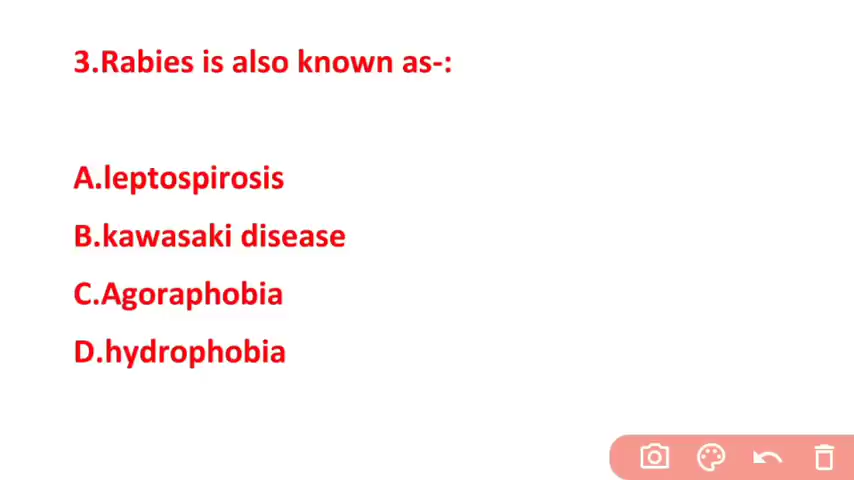 3.Rabies is also known as-:
A.leptospirosis
B.kawasaki disease
C.Agoraphobia
D.hydrophobia